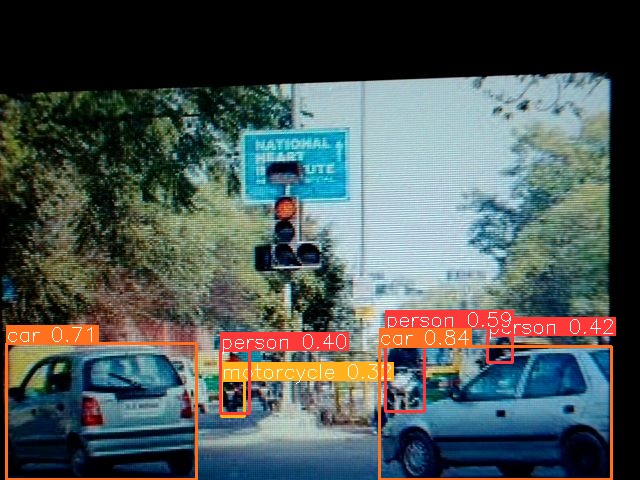 NATIONAL
HEART
INSTITUTE
person 0.59
person 0.42
car 0.71
person 0.40
car 0.84
motorcycle 0.32